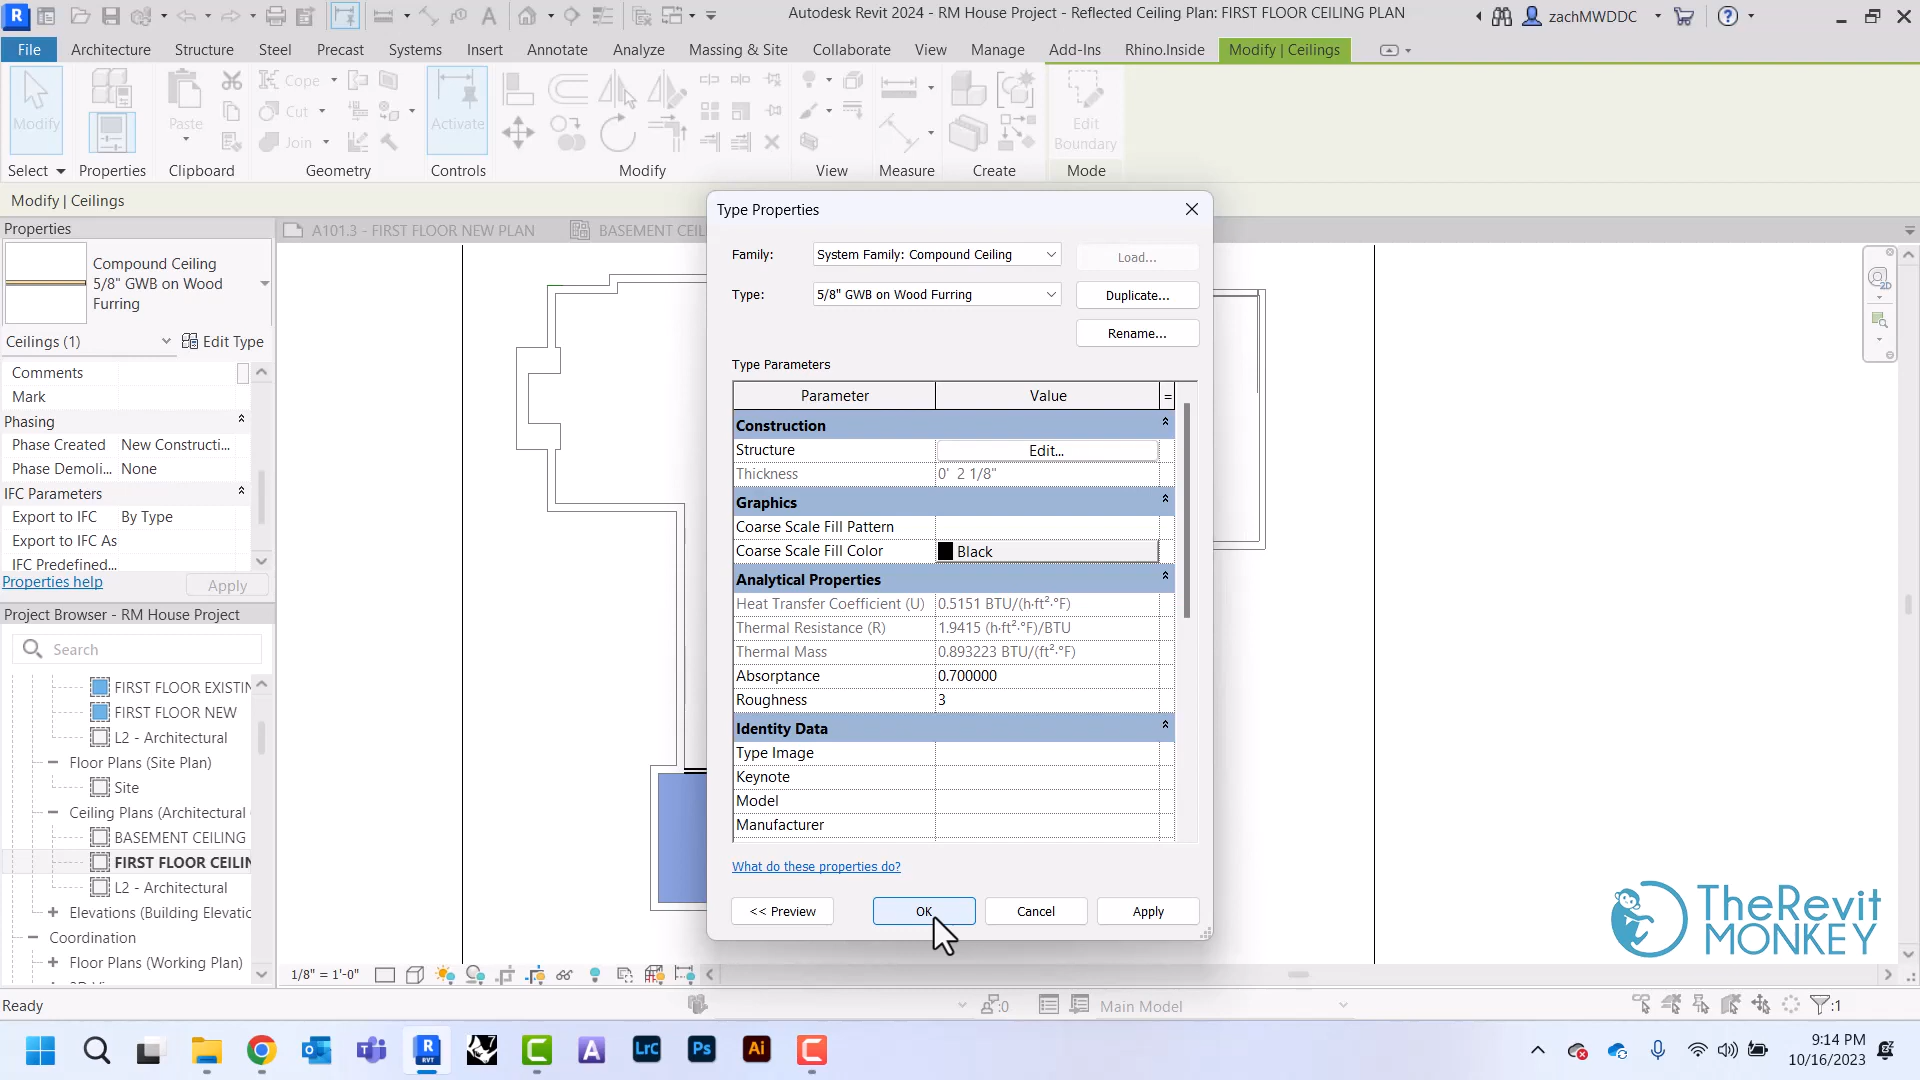 Autodesk Revit 2024 - RM House Project - Reflected Ceiling Plan: FIRST FLOOR CEILING PLAN
zachMWDDC
File Architecture Structure Steel Precast Systems Insert Annotate Analyze Massing & Site Collaborate View Manage Add-Ins Rhino.Inside Modify | Ceilings
Modify
Paste
Cope
Cut
Join
Activate
Edit
Boundary
Select Properties Clipboard Geometry Controls Modify View Measure Create Mode
Modify | Ceilings
Properties
A101.3 - FIRST FLOOR NEW PLAN
BASEMENT CEIL
Compound Ceiling
5/8" GWB on Wood
Furring
Ceilings (1)
Edit Type
Comments
Mark
Phasing
Phase Created New Constructi...
Phase Demoli... None
IFC Parameters
Export to IFC By Type
Export to IFC As
IFC Predefined...
Properties help
Apply
Project Browser - RM House Project
Search
FIRST FLOOR EXISTIN
FIRST FLOOR NEW
L2 - Architectural
Floor Plans (Site Plan)
Site
Ceiling Plans (Architectural
BASEMENT CEILING
FIRST FLOOR CEILIN
L2 - Architectural
Elevations (Building Elevatio
Coordination
Floor Plans (Working Plan)
Type Properties
Family: System Family: Compound Ceiling Load...
Type: 5/8" GWB on Wood Furring Duplicate...
Rename...
Type Parameters
Parameter Value =
Construction
Structure Edit...
Thickness 0' 2 1/8"
Graphics
Coarse Scale Fill Pattern
Coarse Scale Fill Color Black
Analytical Properties
Heat Transfer Coefficient (U) 0.5151 BTU/(h·ft²·°F)
Thermal Resistance (R) 1.9415 (h·ft²·°F)/BTU
Thermal Mass 0.893223 BTU/(ft²·°F)
Absorptance 0.700000
Roughness 3
Identity Data
Type Image
Keynote
Model
Manufacturer
What do these properties do?
<< Preview OK Cancel Apply
TheRevit
MONKEY
1/8" = 1'-0"
Ready
:0
Main Model
:1
R
RVT
A
LrC
Ps
Ai
9:14 PM
10/16/2023